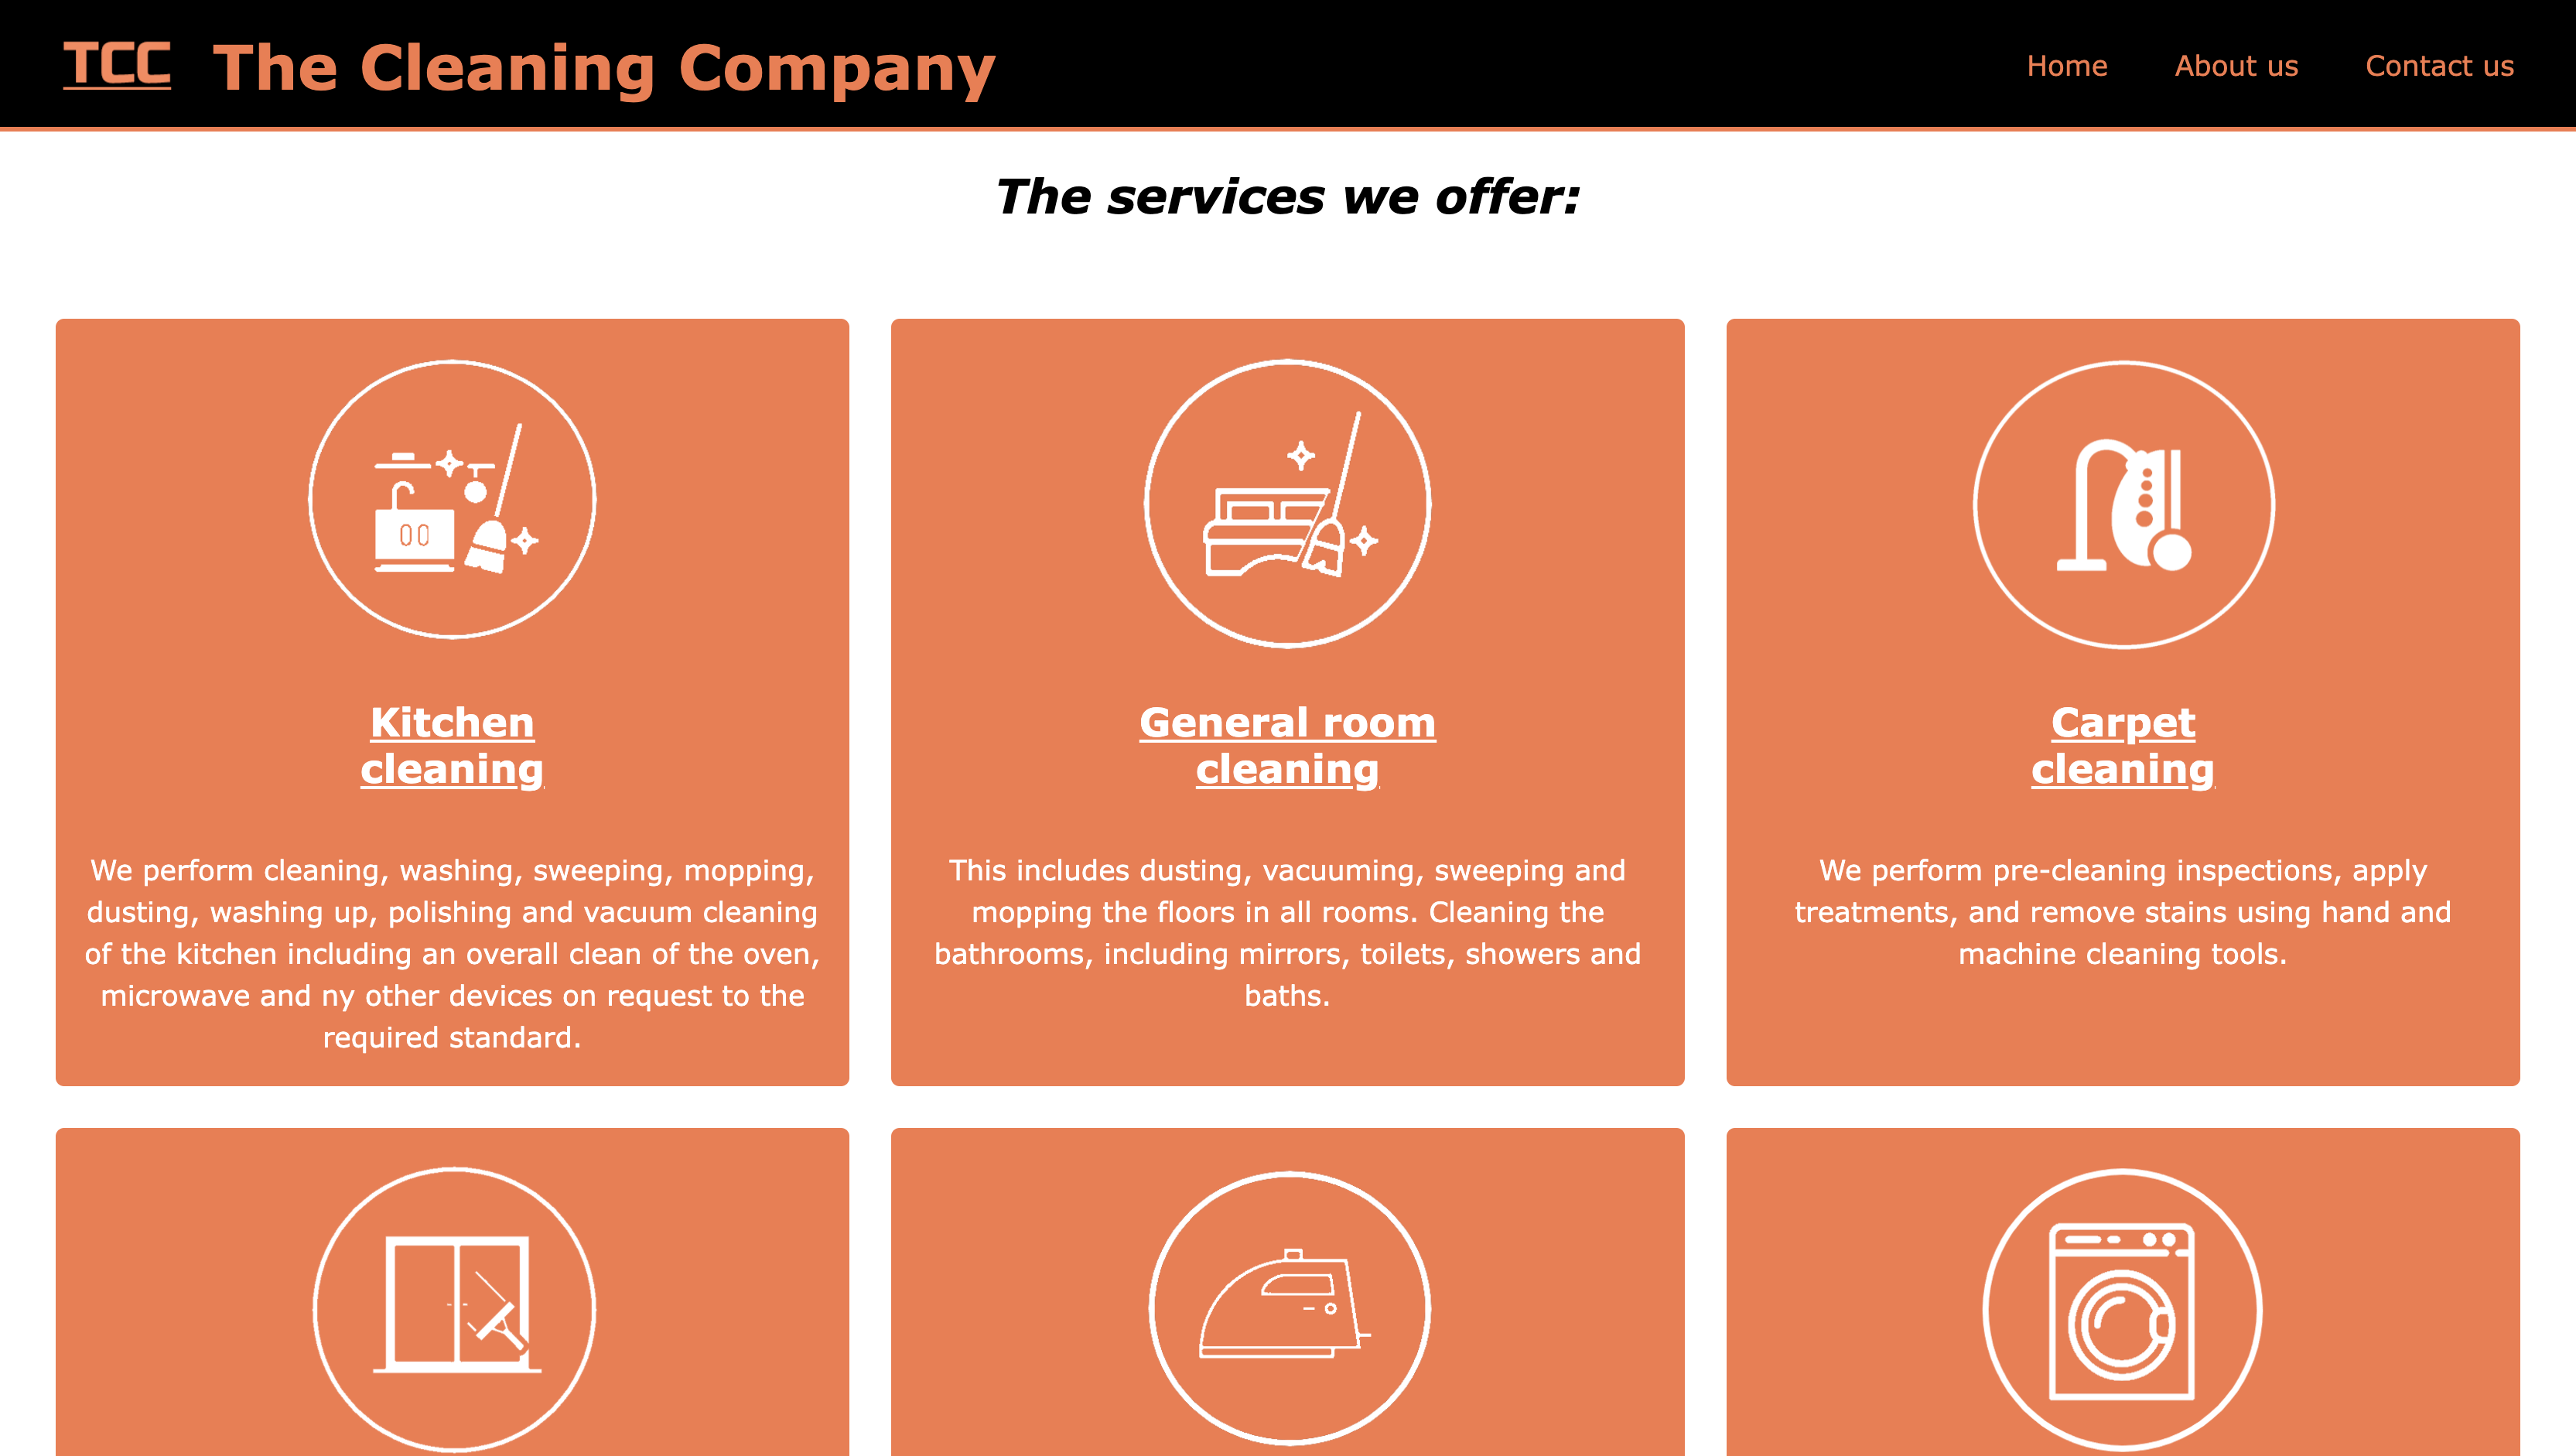 TCC The Cleaning Company Home About us Contact us
The services we offer:
Kitchen
cleaning
We perform cleaning, washing, sweeping, mopping,
dusting, washing up, polishing and vacuum cleaning
of the kitchen including an overall clean of the oven,
microwave and ny other devices on request to the
required standard.
General room
cleaning
This includes dusting, vacuuming, sweeping and
mopping the floors in all rooms. Cleaning the
bathrooms, including mirrors, toilets, showers and
baths.
Carpet
cleaning
We perform pre-cleaning inspections, apply
treatments, and remove stains using hand and
machine cleaning tools.